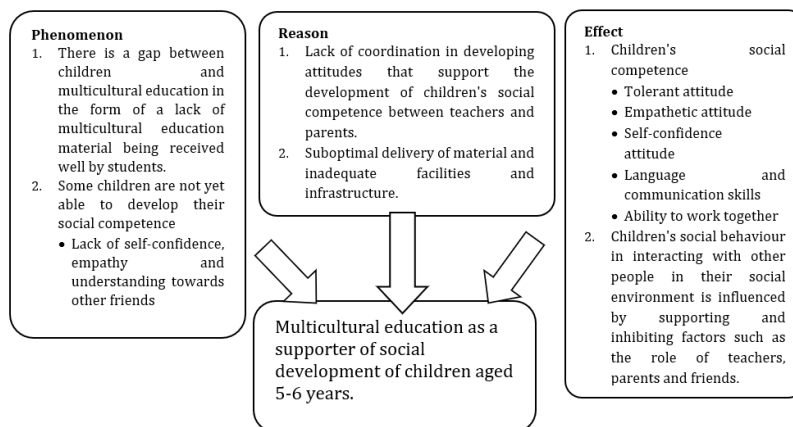 Phenomenon
1. There is a gap between
children and
multicultural education in
the form of a lack of
multicultural education
material being received
well by students.
2. Some children are not yet
able to develop their
social competence
• Lack of self-confidence,
empathy and
understanding towards
other friends
Reason
1. Lack of coordination in developing
attitudes that support the
development of children's social
competence between teachers and
parents.
2. Suboptimal delivery of material and
inadequate facilities and
infrastructure.
Effect
1. Children's social
competence
• Tolerant attitude
• Empathetic attitude
• Self-confidence
attitude
• Language and
communication skills
• Ability to work together
2. Children's social behaviour
in interacting with other
people in their social
environment is influenced
by supporting and
inhibiting factors such as
the role of teachers,
parents and friends.
Multicultural education as a
supporter of social
development of children aged
5-6 years.